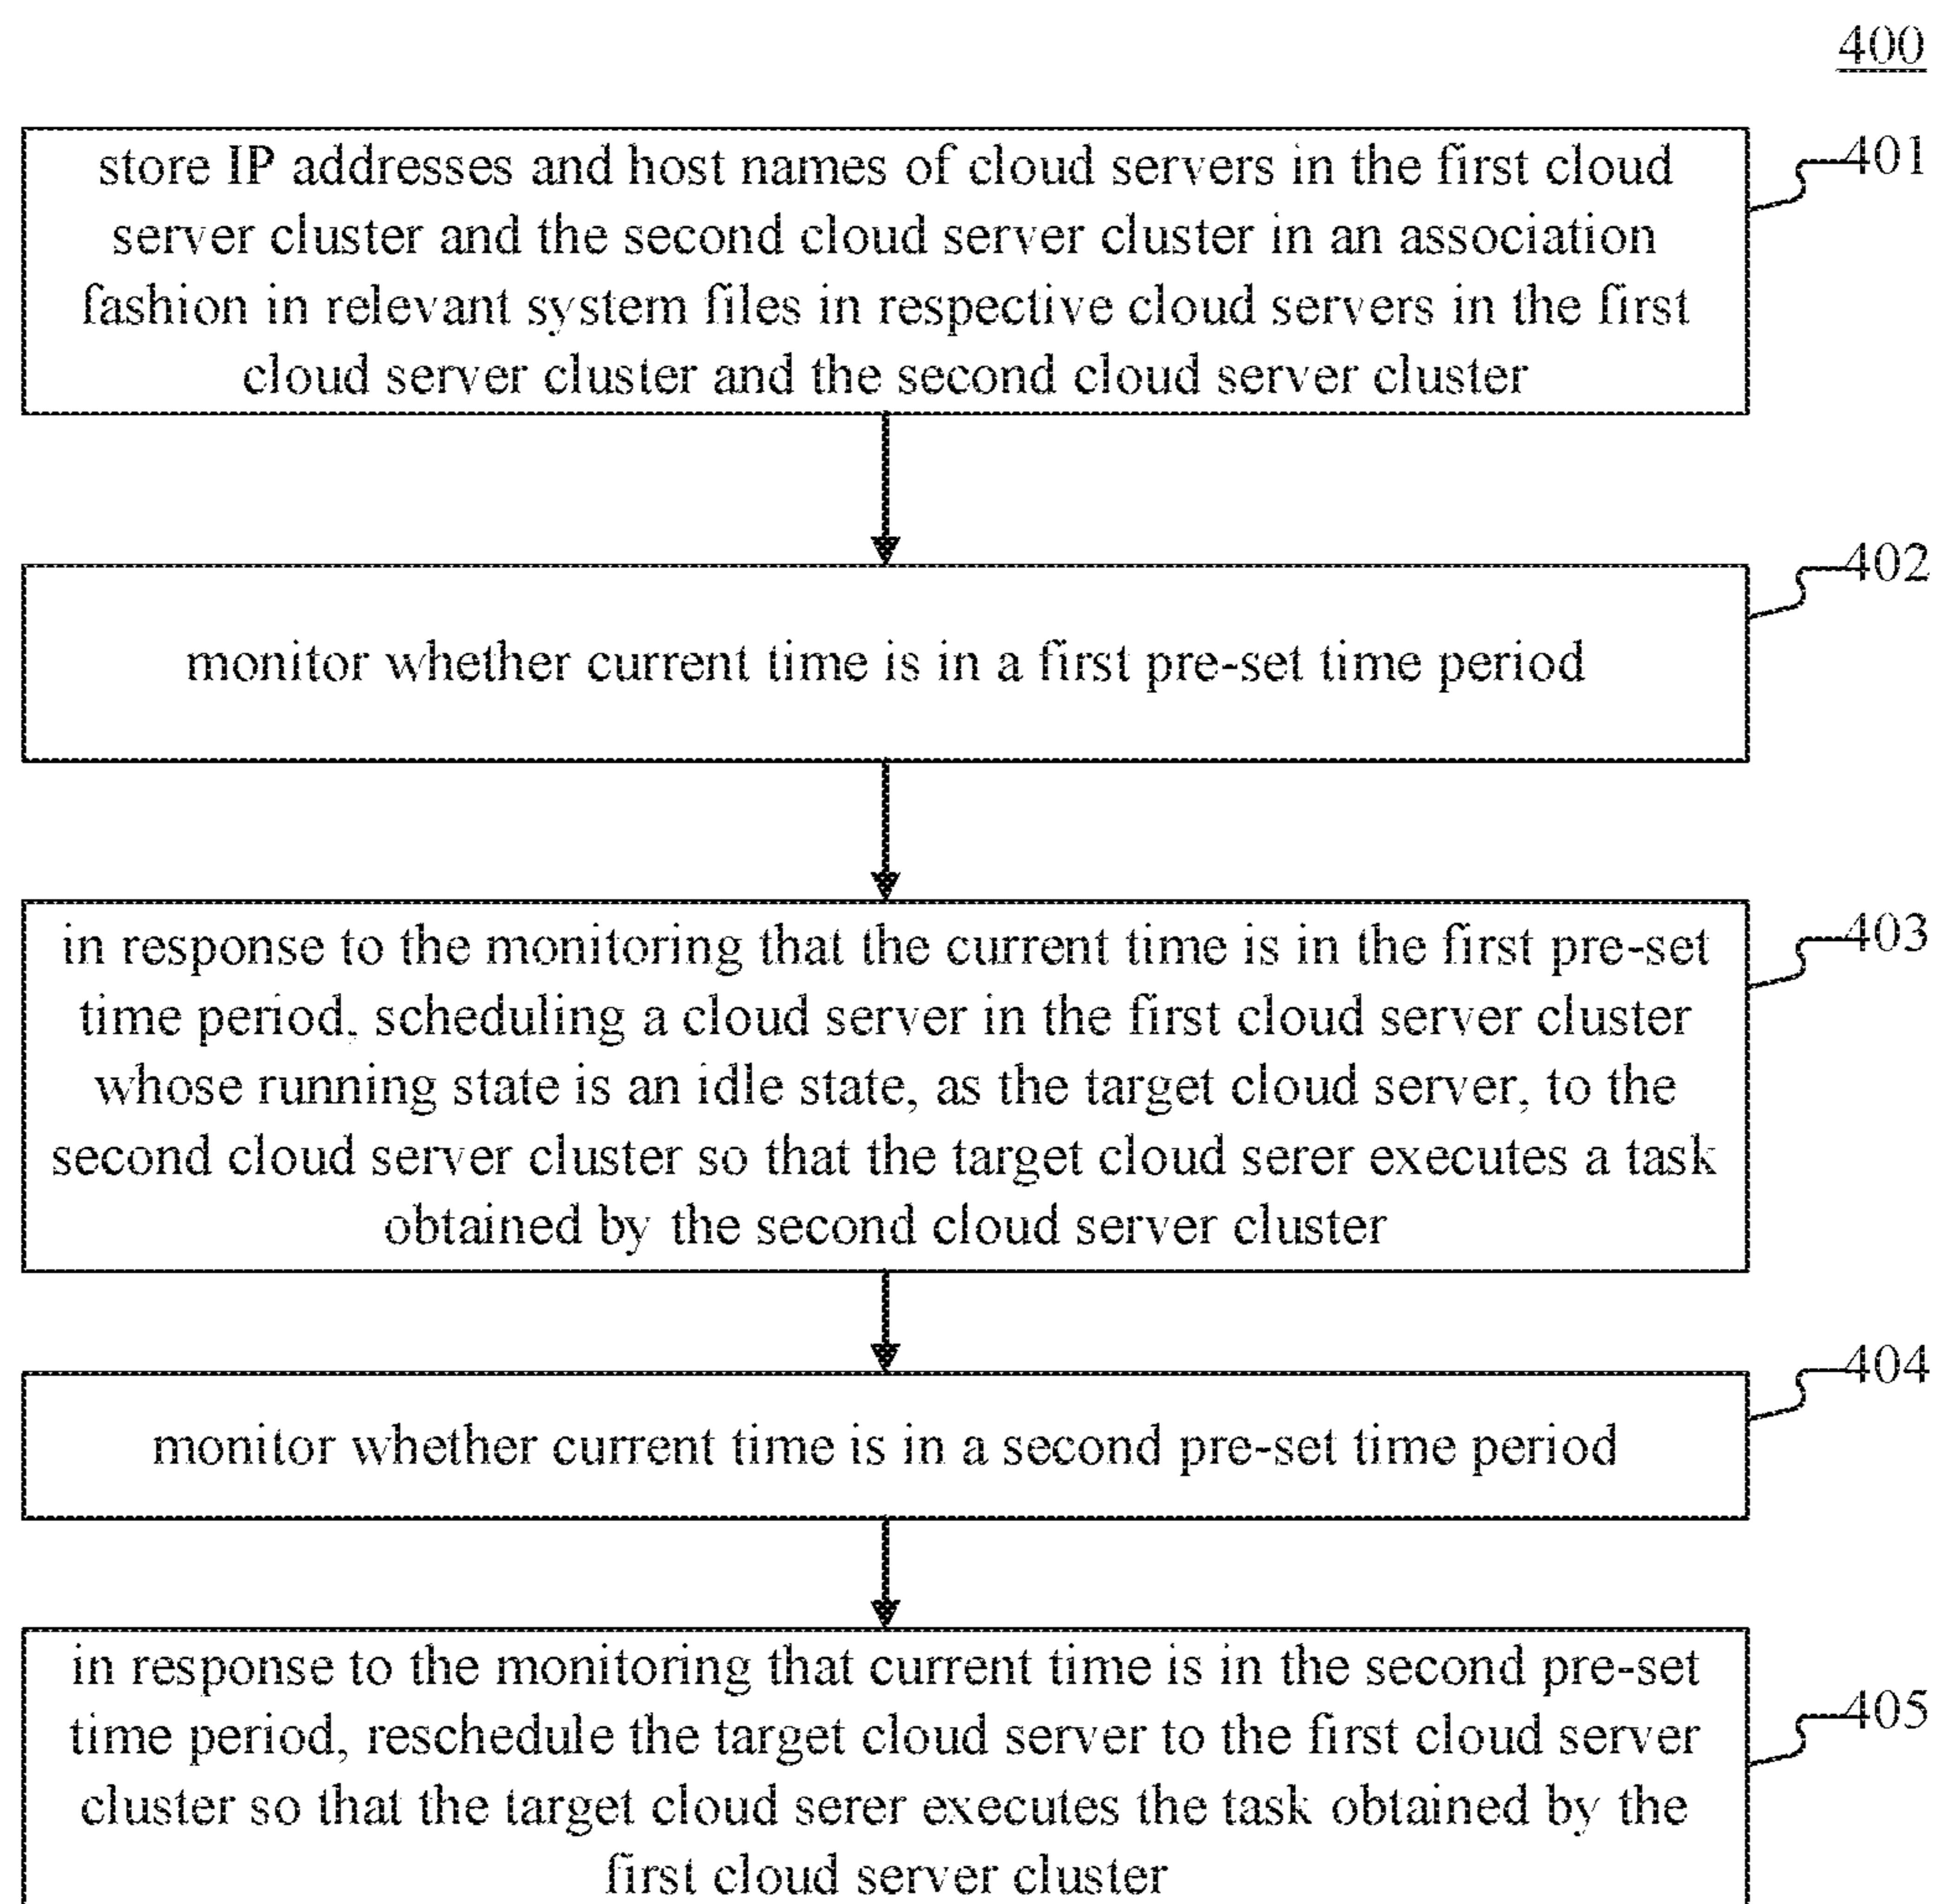 400
401
store IP addresses and host names of cloud servers in the first cloud
server cluster and the second cloud server cluster in an association
fashion in relevant system files in respective cloud servers in the first
cloud server cluster and the second cloud server cluster
402
monitor whether current time is in a first pre-set time period
403
in response to the monitoring that the current time is in the first pre-set
time period, scheduling a cloud server in the first cloud server cluster
whose running state is an idle state, as the target cloud server, to the
second cloud server cluster so that the target cloud serer executes a task
obtained by the second cloud server cluster
404
monitor whether current time is in a second pre-set time period
405
in response to the monitoring that current time is in the second pre-set
time period, reschedule the target cloud server to the first cloud server
cluster so that the target cloud serer executes the task obtained by the
first cloud server cluster